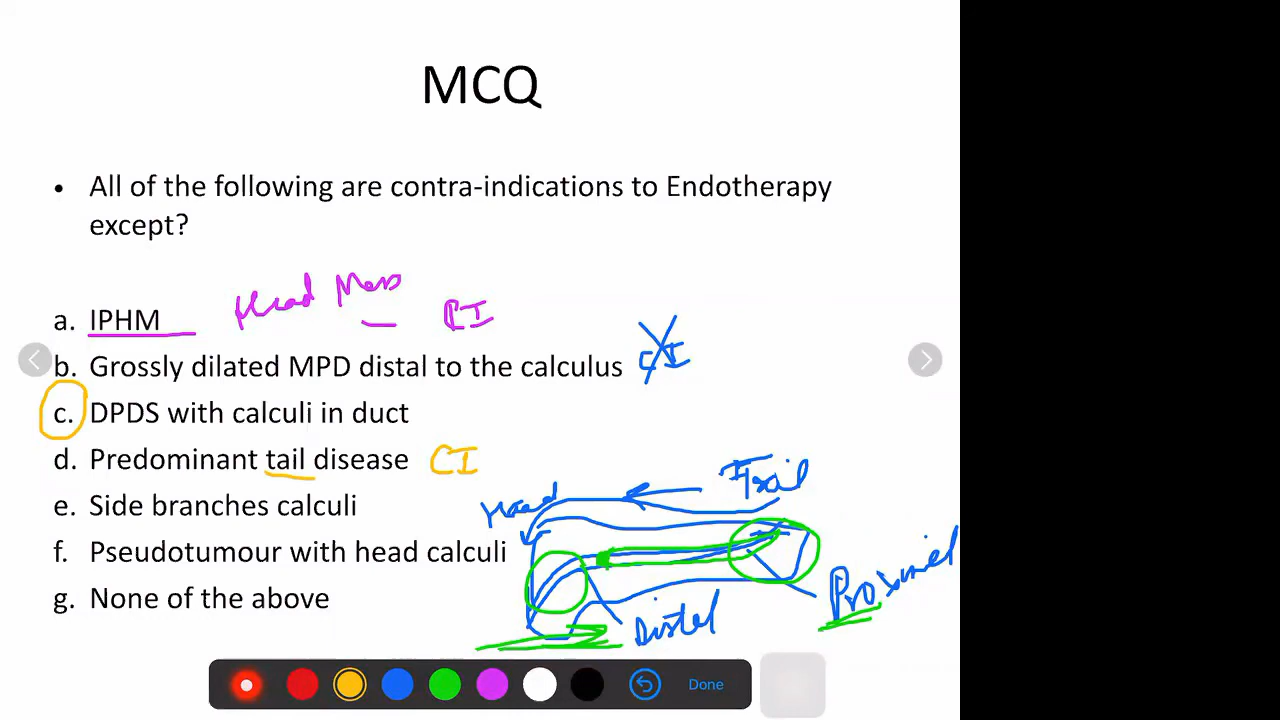 MCQ
• All of the following are contra-indications to Endotherapy
except?
Head Mass
a. IPHM
CI
b. Grossly dilated MPD distal to the calculus
CI
c. DPDS with calculi in duct
d. Predominant tail disease
CI
Tail
Head
e. Side branches calculi
f. Pseudotumour with head calculi
Proximal
g. None of the above
Distal
Done